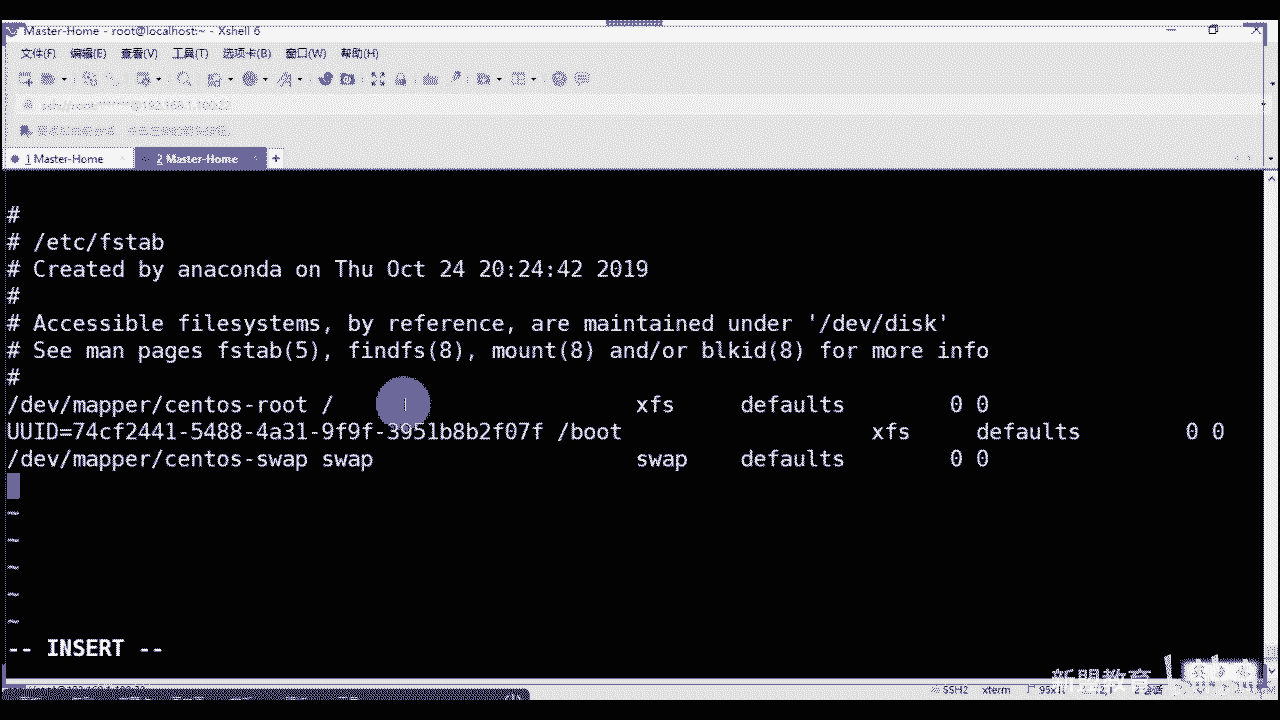 Master-Home - root@localhost:~ - Xshell 6
文件(F) 编辑(E) 查看(V) 工具(T) 选项卡(B) 窗口(W) 帮助(H)
1 Master-Home 2 Master-Home +
#
# /etc/fstab
# Created by anaconda on Thu Oct 24 20:24:42 2019
#
# Accessible filesystems, by reference, are maintained under '/dev/disk'
# See man pages fstab(5), findfs(8), mount(8) and/or blkid(8) for more info
#
/dev/mapper/centos-root / xfs defaults 0 0
UUID=74cf2441-5488-4a31-9f9f-3951b8b2f07f /boot xfs defaults 0 0
/dev/mapper/centos-swap swap swap defaults 0 0
~
~
~
~
~
-- INSERT --
新盟教育
SSH2 xterm